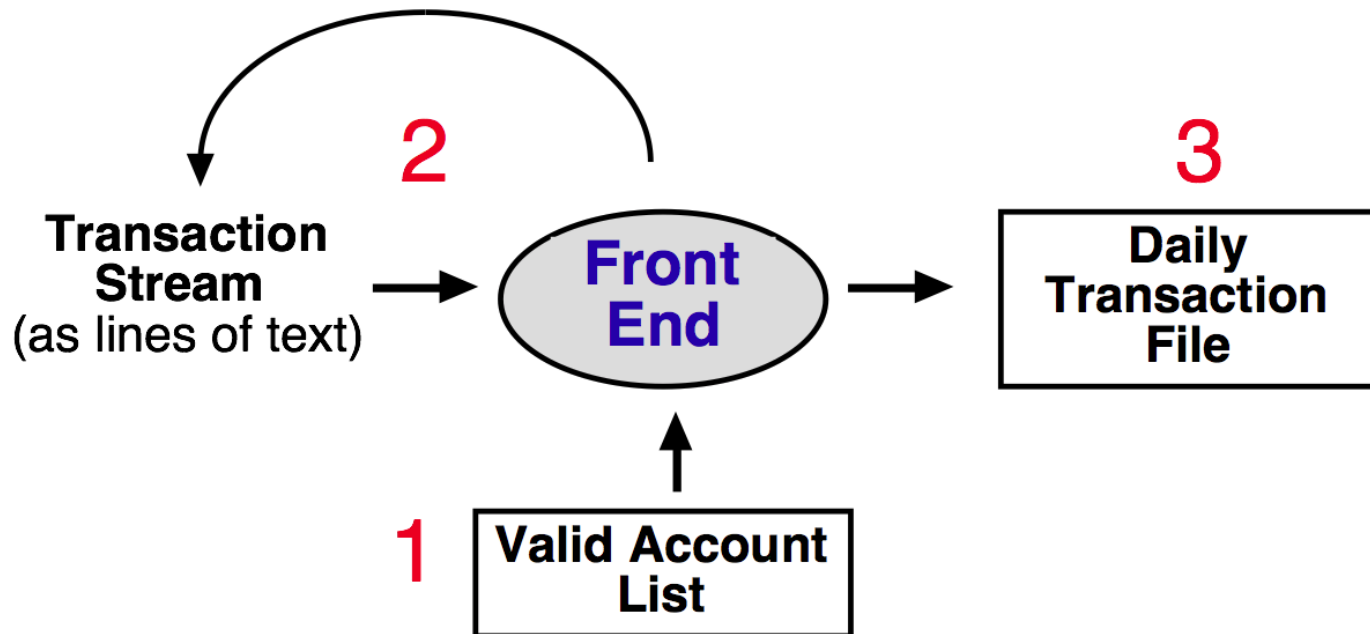 2
3
Transaction
Stream
(as lines of text)
Front
End
Daily
Transaction
File
1
Valid Account
List